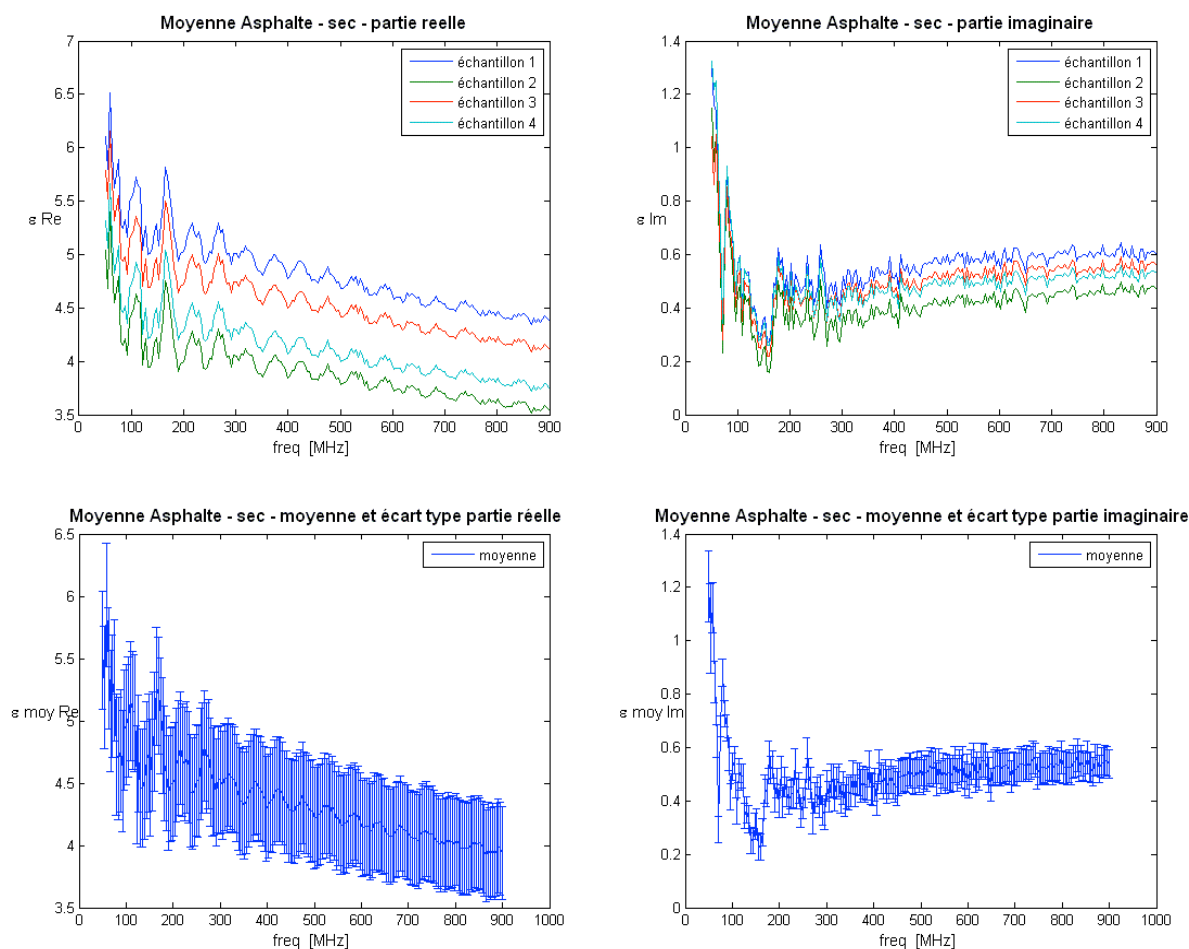 Moyenne Asphalte - sec - partie reelle
7
6.5
6
5.5
5
4.5
4
3.5
ε Re
échantillon 1
échantillon 2
échantillon 3
échantillon 4
0 100 200 300 400 500 600 700 800 900
freq [MHz]
Moyenne Asphalte - sec - partie imaginaire
1.4
1.2
1
0.8
0.6
0.4
0.2
0
ε Im
échantillon 1
échantillon 2
échantillon 3
échantillon 4
0 100 200 300 400 500 600 700 800 900
freq [MHz]
Moyenne Asphalte - sec - moyenne et écart type partie réelle
6.5
6
5.5
5
4.5
4
3.5
ε moy Re
moyenne
0 100 200 300 400 500 600 700 800 900 1000
freq [MHz]
Moyenne Asphalte - sec - moyenne et écart type partie imaginaire
1.4
1.2
1
0.8
0.6
0.4
0.2
0
ε moy Im
moyenne
0 100 200 300 400 500 600 700 800 900 1000
freq [MHz]